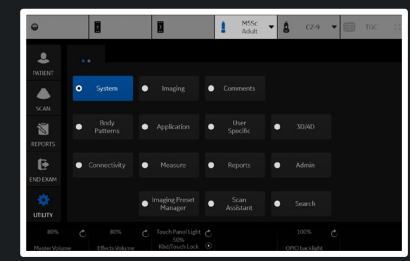 M5Sc
Adult
C2-9
TGC
PATIENT
SCAN
REPORTS
END EXAM
UTILITY
System
Imaging
Comments
Body
Patterns
Application
User
Specific
3D/4D
Connectivity
Measure
Reports
Admin
Imaging Preset
Manager
Scan
Assistant
Search
80%
Master Volume
80%
Effects Volume
Touch Panel Light
50%
Kbd/Touch Lock
100%
OPIO backlight